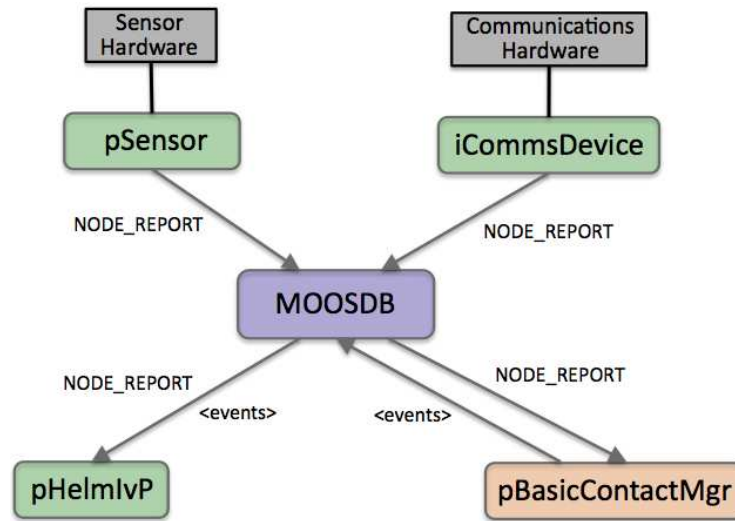 Sensor
Hardware
Communications
Hardware
pSensor
iCommsDevice
NODE_REPORT
NODE_REPORT
MOOSDB
NODE_REPORT
NODE_REPORT
<events>
<events>
pHelmIvP
pBasicContactMgr